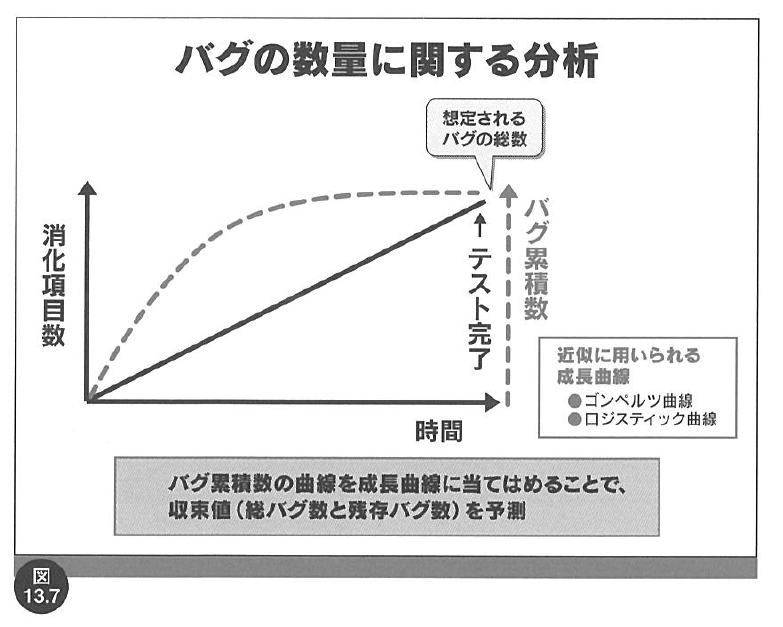 バグの数量に関する分析
想定される
バグの総数
消化項目数
テスト完了
バグ累積数
時間
近似に用いられる
成長曲線
●ゴンペルツ曲線
●ロジスティック曲線
バグ累積数の曲線を成長曲線に当てはめることで、
収束値（総バグ数と残存バグ数）を予測
図
13.7